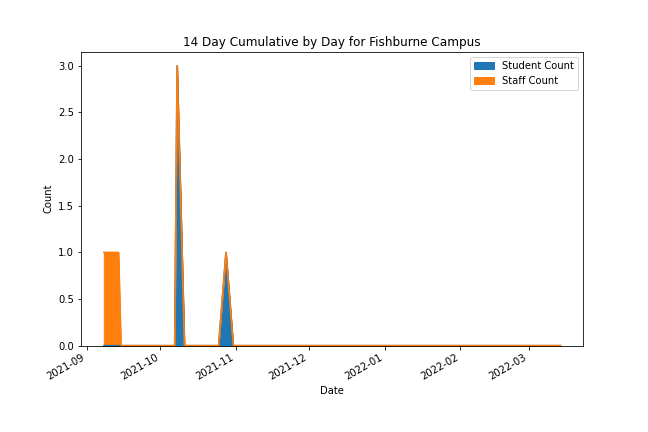 14 Day Cumulative by Day for Fishburne Campus
Student Count
Staff Count
Count
3.0
2.5
2.0
1.5
1.0
0.5
0.0
2021-09
2021-10
2021-11
2021-12
2022-01
2022-02
2022-03
Date